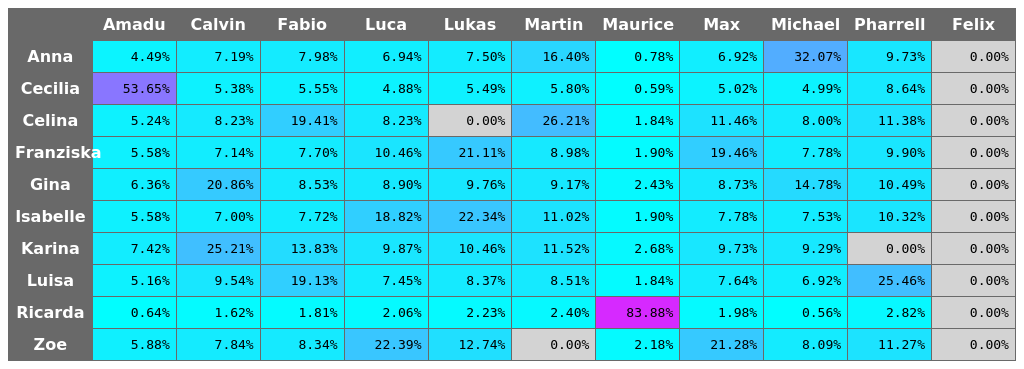 Amadu Calvin Fabio Luca Lukas Martin Maurice Max Michael Pharrell Felix
Anna 4.49% 7.19% 7.98% 6.94% 7.50% 16.40% 0.78% 6.92% 32.07% 9.73% 0.00%
Cecilia 53.65% 5.38% 5.55% 4.88% 5.49% 5.80% 0.59% 5.02% 4.99% 8.64% 0.00%
Celina 5.24% 8.23% 19.41% 8.23% 0.00% 26.21% 1.84% 11.46% 8.00% 11.38% 0.00%
Franziska 5.58% 7.14% 7.70% 10.46% 21.11% 8.98% 1.90% 19.46% 7.78% 9.90% 0.00%
Gina 6.36% 20.86% 8.53% 8.90% 9.76% 9.17% 2.43% 8.73% 14.78% 10.49% 0.00%
Isabelle 5.58% 7.00% 7.72% 18.82% 22.34% 11.02% 1.90% 7.78% 7.53% 10.32% 0.00%
Karina 7.42% 25.21% 13.83% 9.87% 10.46% 11.52% 2.68% 9.73% 9.29% 0.00% 0.00%
Luisa 5.16% 9.54% 19.13% 7.45% 8.37% 8.51% 1.84% 7.64% 6.92% 25.46% 0.00%
Ricarda 0.64% 1.62% 1.81% 2.06% 2.23% 2.40% 83.88% 1.98% 0.56% 2.82% 0.00%
Zoe 5.88% 7.84% 8.34% 22.39% 12.74% 0.00% 2.18% 21.28% 8.09% 11.27% 0.00%